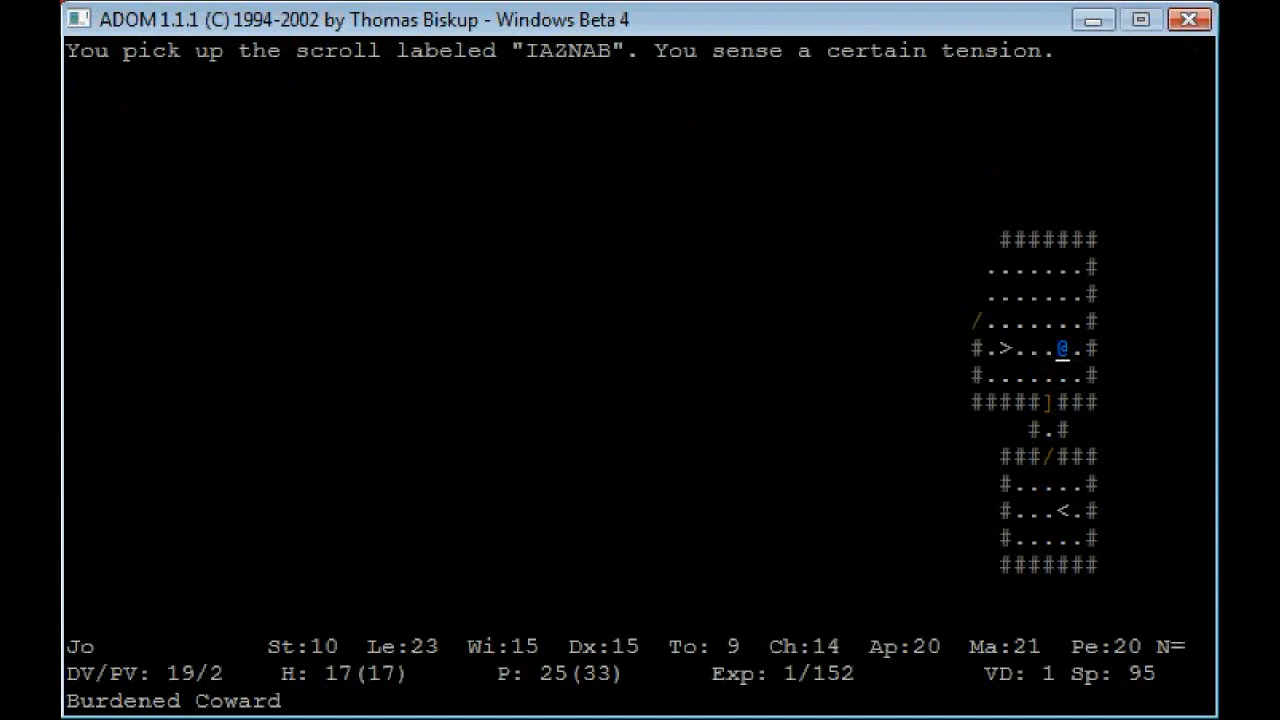 ADOM 1.1.1 (C) 1994-2002 by Thomas Biskup - Windows Beta 4
You pick up the scroll labeled "IAZNAB". You sense a certain tension.
#######
.......#
.......#
/.......#
#.>...@.#
#.......#
#####]###
#.#
###/###
#.....#
#...<.#
#.....#
#######
Jo St:10 Le:23 Wi:15 Dx:15 To: 9 Ch:14 Ap:20 Ma:21 Pe:20 N=
DV/PV: 19/2 H: 17(17) P: 25(33) Exp: 1/152 VD: 1 Sp: 95
Burdened Coward